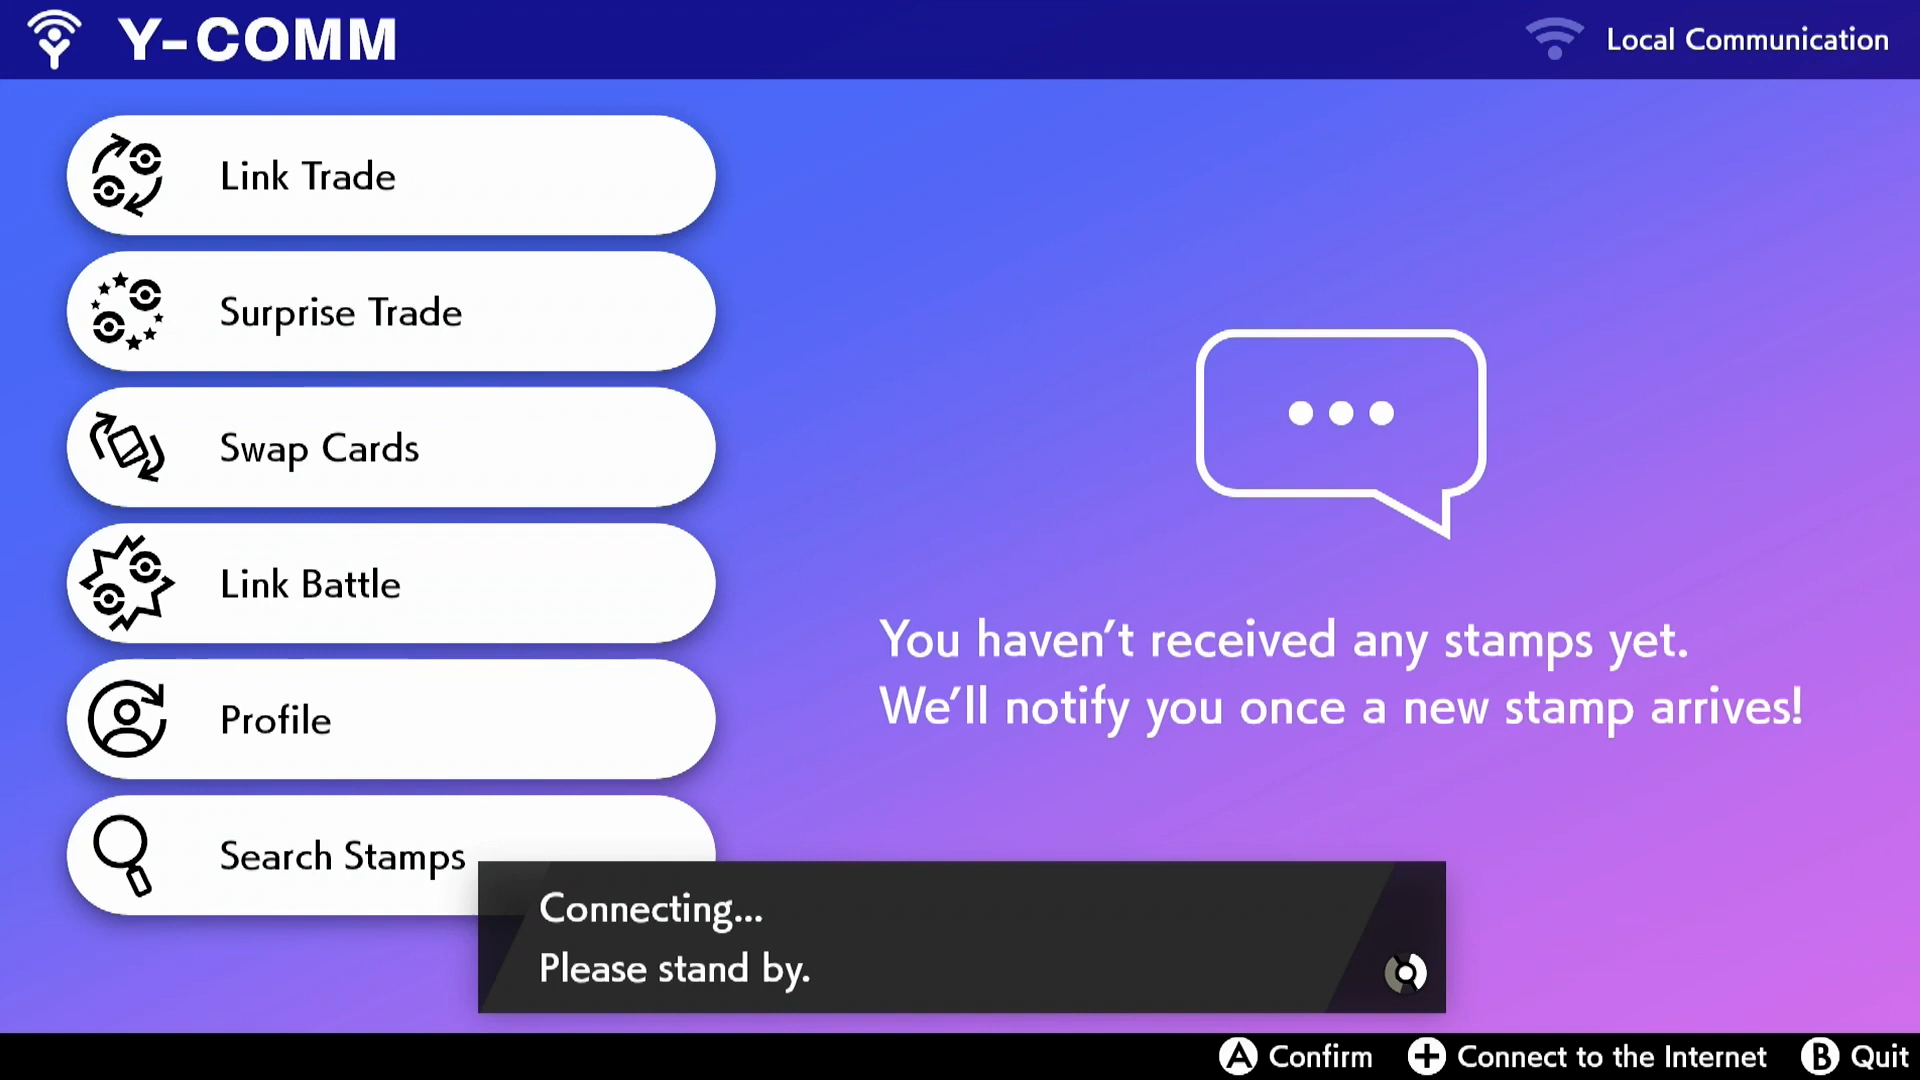 Y-COMM
Local Communication
Link Trade
Surprise Trade
Swap Cards
Link Battle
Profile
Search Stamps
You haven't received any stamps yet.
We'll notify you once a new stamp arrives!
Connecting...
Please stand by.
A Confirm + Connect to the Internet B Quit